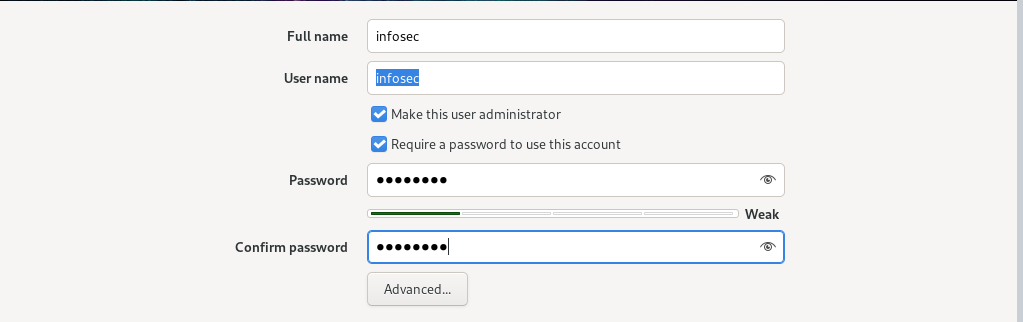 Full name infosec
User name infosec
Make this user administrator
Require a password to use this account
Password ●●●●●●●●
Weak
Confirm password ●●●●●●●●
Advanced...